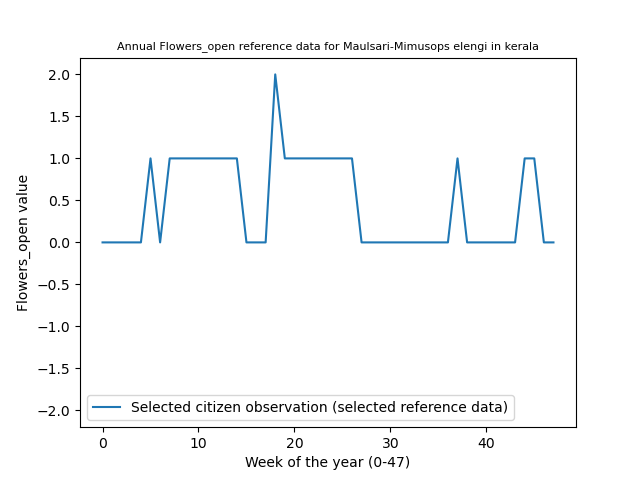 Annual Flowers_open reference data for Maulsari-Mimusops elengi in kerala
Flowers_open value
2.0
1.5
1.0
0.5
0.0
−0.5
−1.0
−1.5
−2.0
Selected citizen observation (selected reference data)
0 10 20 30 40
Week of the year (0-47)